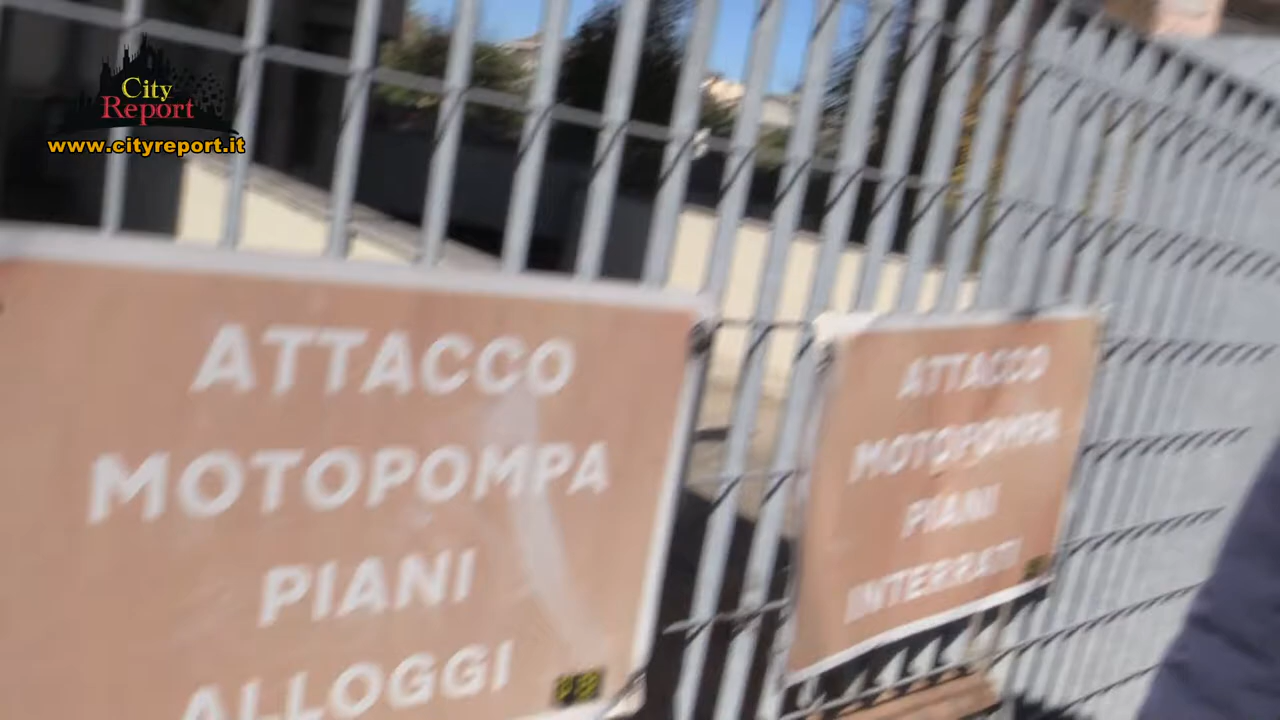 City
Report
www.cityreport.it
ATTACCO
MOTOPOMPA
PIANI
ALLOGGI
ATTACCO
MOTOPOMPA
PIANI
INTERRATI